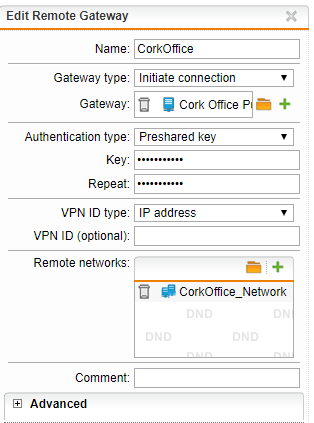 Edit Remote Gateway
Name: CorkOffice
Gateway type: Initiate connection
Gateway: Cork Office
Authentication type: Preshared key
Key: •••••••••••
Repeat: •••••••••••
VPN ID type: IP address
VPN ID (optional):
Remote networks:
CorkOffice_Network
DND
DND
DND
DND
DND
Comment:
Advanced